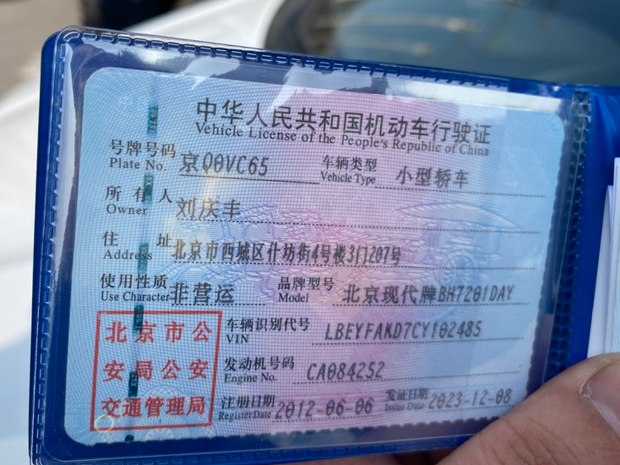 中华人民共和国机动车行驶证
Vehicle License of the People's Republic of China
号牌号码 京Q0VC65 车辆类型 小型轿车
Plate No. Vehicle Type
所有人 刘庆丰
Owner
住址 北京市西城区什坊街4号楼3门207号
Address
使用性质 非营运 品牌型号 北京现代牌BH7201DAY
Use Character Model
北京市公
安局公安
交通管理局
车辆识别代号 LBEYFAKD7CY102485
VIN
发动机号码 CA084252
Engine No.
注册日期 2012-06-06 发证日期 2023-12-08
Register Date Issue Date